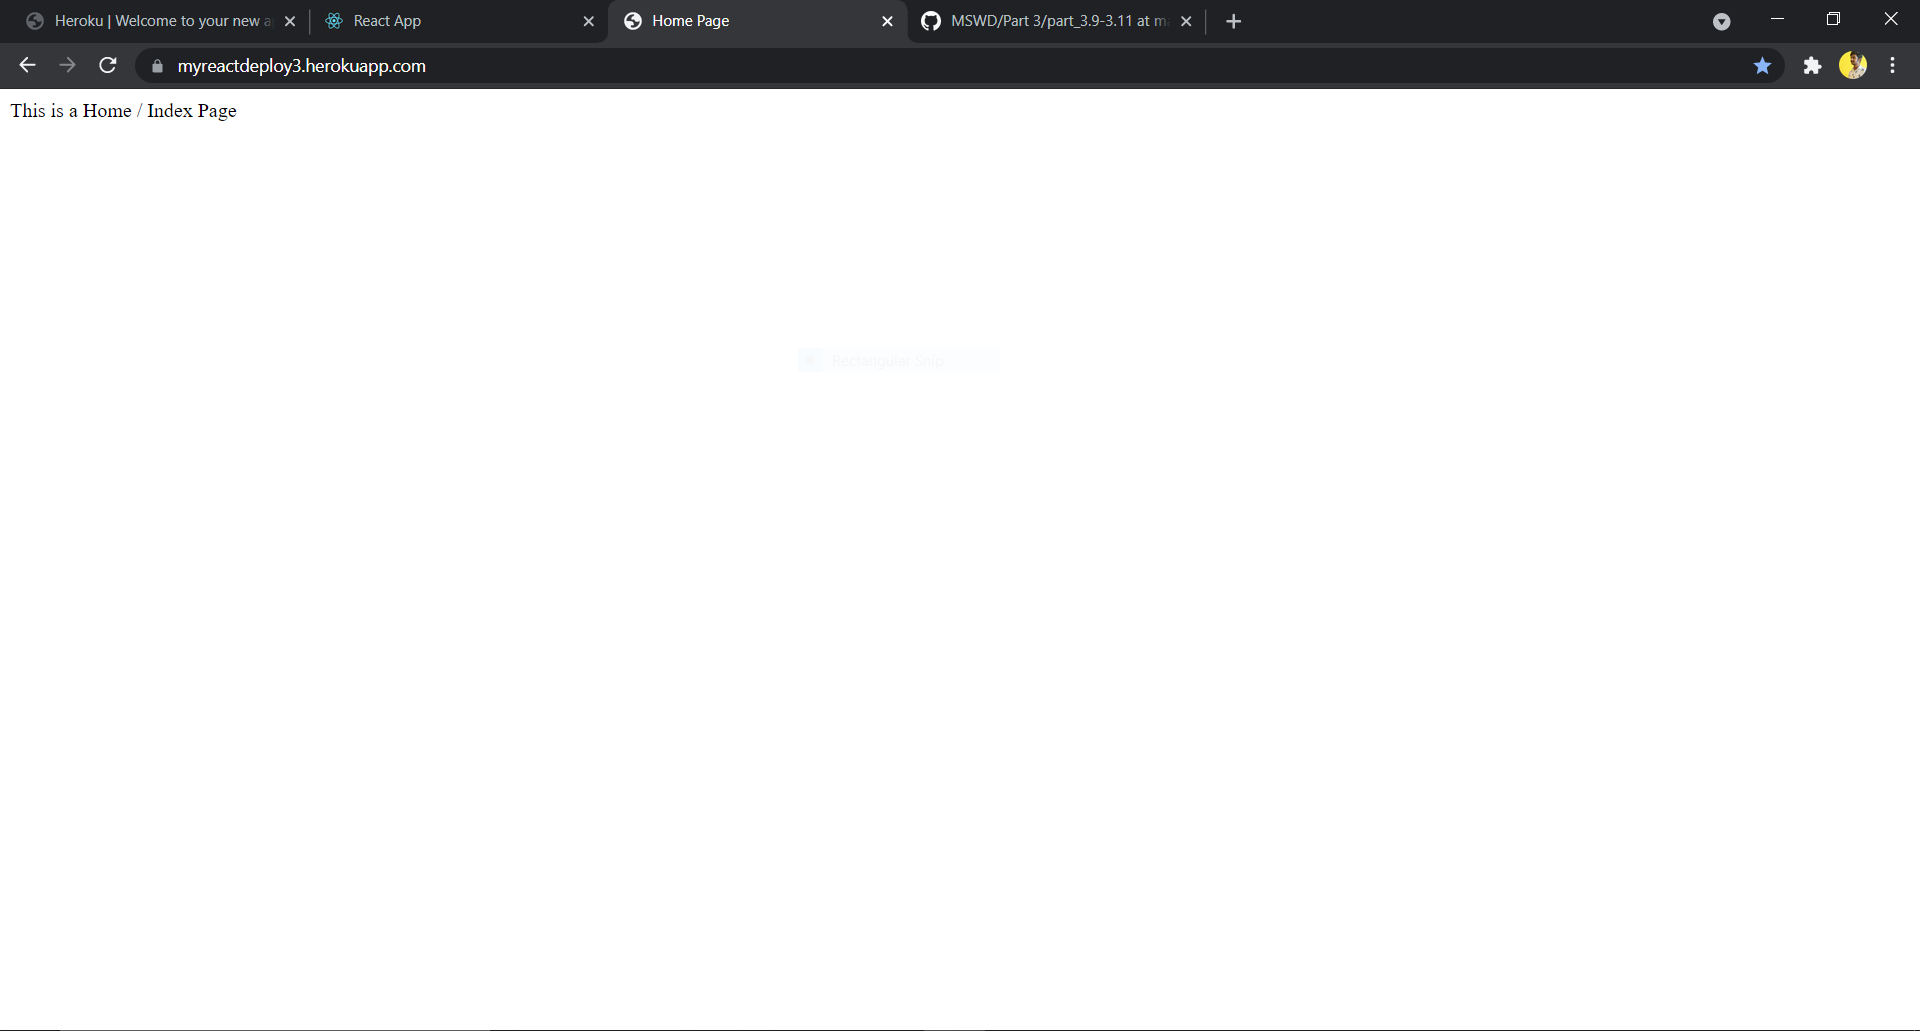 Heroku | Welcome to your new a
React App
Home Page
MSWD/Part 3/part_3.9-3.11 at m
myreactdeploy3.herokuapp.com
This is a Home / Index Page
Rectangular Snip